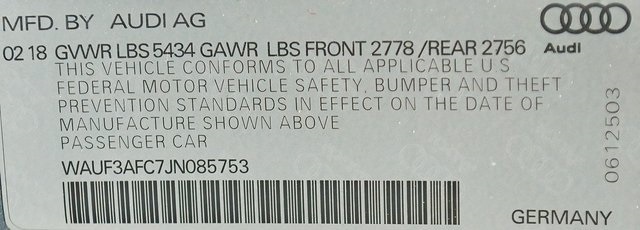 MFD. BY AUDI AG
02 18 GVWR LBS 5434 GAWR LBS FRONT 2778 /REAR 2756
Audi
THIS VEHICLE CONFORMS TO ALL APPLICABLE U S
FEDERAL MOTOR VEHICLE SAFETY, BUMPER AND THEFT
PREVENTION STANDARDS IN EFFECT ON THE DATE OF
MANUFACTURE SHOWN ABOVE
PASSENGER CAR
WAUF3AFC7JN085753
0612503
GERMANY